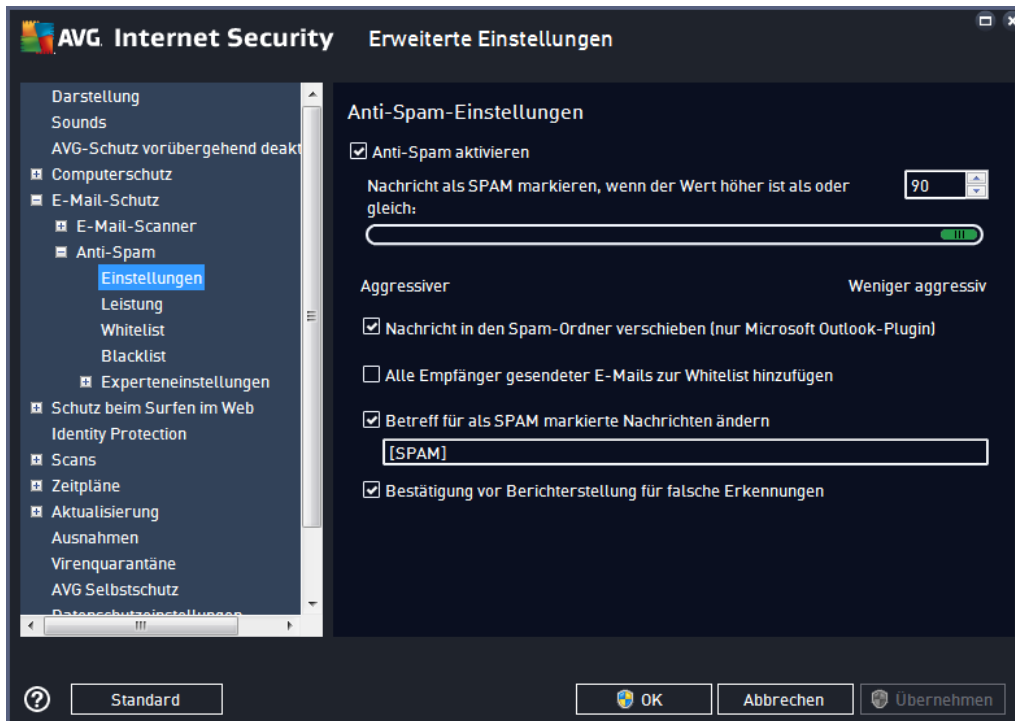 AVG Internet Security Erweiterte Einstellungen
Darstellung
Sounds
AVG-Schutz vorübergehend deakt
Computerschutz
E-Mail-Schutz
E-Mail-Scanner
Anti-Spam
Einstellungen
Leistung
Whitelist
Blacklist
Experteneinstellungen
Schutz beim Surfen im Web
Identity Protection
Scans
Zeitpläne
Aktualisierung
Ausnahmen
Virenquarantäne
AVG Selbstschutz
Datenschutzeinstellungen
Anti-Spam-Einstellungen
Anti-Spam aktivieren
Nachricht als SPAM markieren, wenn der Wert höher ist als oder
gleich:
90
Aggressiver Weniger aggressiv
Nachricht in den Spam-Ordner verschieben (nur Microsoft Outlook-Plugin)
Alle Empfänger gesendeter E-Mails zur Whitelist hinzufügen
Betreff für als SPAM markierte Nachrichten ändern
[SPAM]
Bestätigung vor Berichterstellung für falsche Erkennungen
? Standard OK Abbrechen Übernehmen